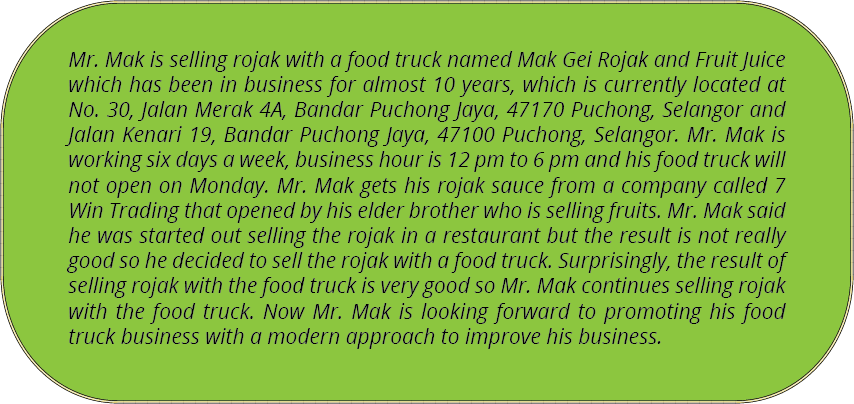 Mr. Mak is selling rojak with a food truck named Mak Gei Rojak and Fruit Juice
which has been in business for almost 10 years, which is currently located at
No. 30, Jalan Merak 4A, Bandar Puchong Jaya, 47170 Puchong, Selangor and
Jalan Kenari 19, Bandar Puchong Jaya, 47100 Puchong, Selangor. Mr. Mak is
working six days a week, business hour is 12 pm to 6 pm and his food truck will
not open on Monday. Mr. Mak gets his rojak sauce from a company called 7
Win Trading that opened by his elder brother who is selling fruits. Mr. Mak said
he was started out selling the rojak in a restaurant but the result is not really
good so he decided to sell the rojak with a food truck. Surprisingly, the result of
selling rojak with the food truck is very good so Mr. Mak continues selling rojak
with the food truck. Now Mr. Mak is looking forward to promoting his food
truck business with a modern approach to improve his business.